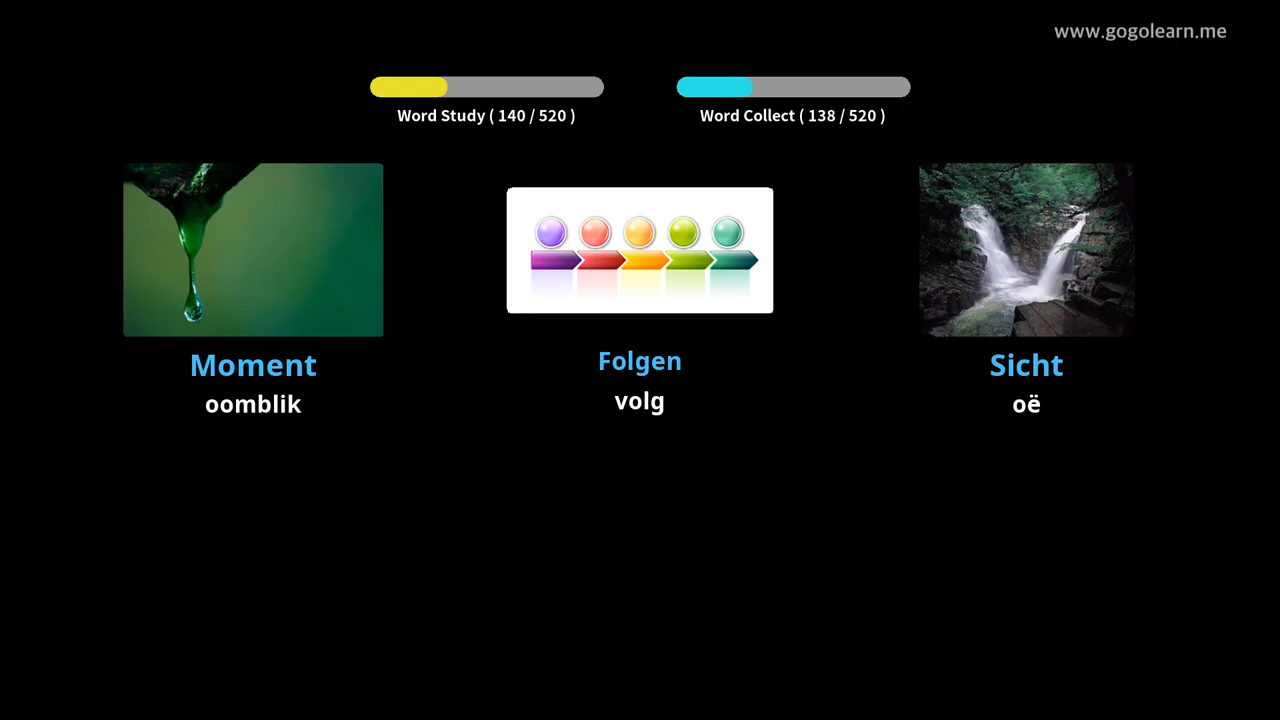 www.gogolearn.me
Word Study ( 140 / 520 )
Word Collect ( 138 / 520 )
Moment
oomblik
Folgen
volg
Sicht
oë